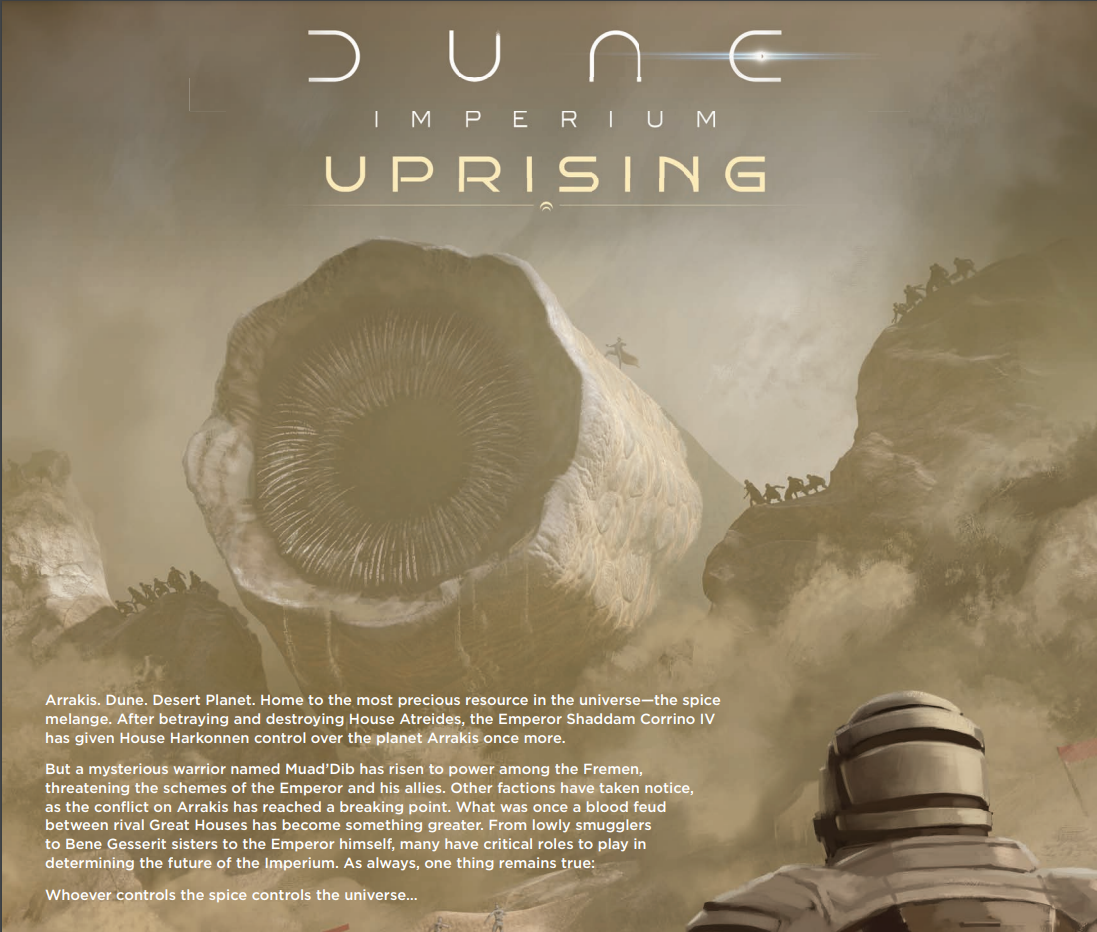 DUNE
IMPERIUM
UPRISING
Arrakis. Dune. Desert Planet. Home to the most precious resource in the universe—the spice
melange. After betraying and destroying House Atreides, the Emperor Shaddam Corrino IV
has given House Harkonnen control over the planet Arrakis once more.
But a mysterious warrior named Muad’Dib has risen to power among the Fremen,
threatening the schemes of the Emperor and his allies. Other factions have taken notice,
as the conflict on Arrakis has reached a breaking point. What was once a blood feud
between rival Great Houses has become something greater. From lowly smugglers
to Bene Gesserit sisters to the Emperor himself, many have critical roles to play in
determining the future of the Imperium. As always, one thing remains true:
Whoever controls the spice controls the universe...